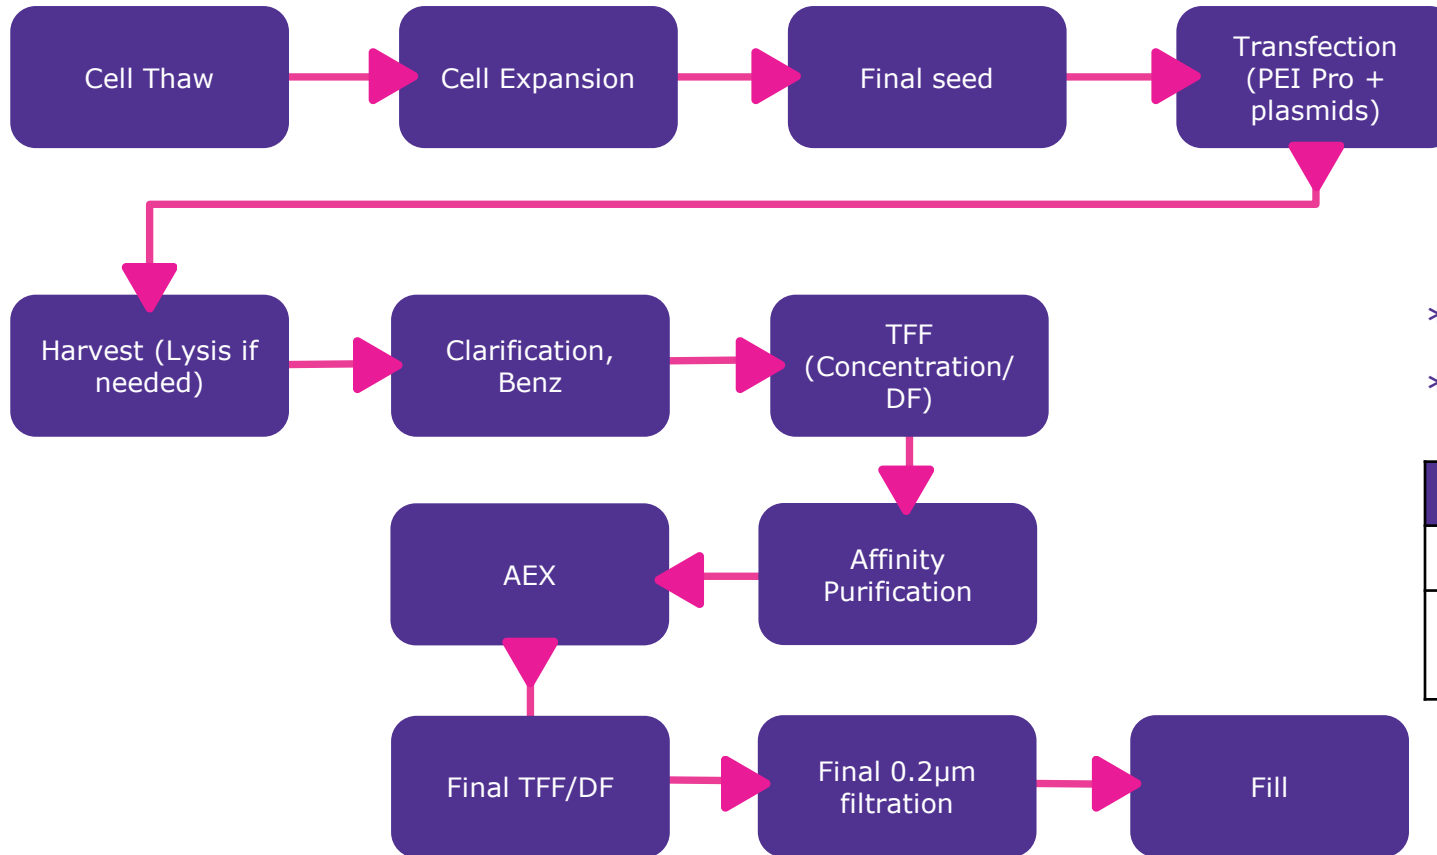 Cell Thaw
Cell Expansion
Final seed
Transfection
(PEI Pro +
plasmids)
Harvest (Lysis if
needed)
Clarification,
Benz
TFF
(Concentration/
DF)
>
>
Affinity
Purification
AEX
Final TFF/DF
Final 0.2µm
filtration
Fill